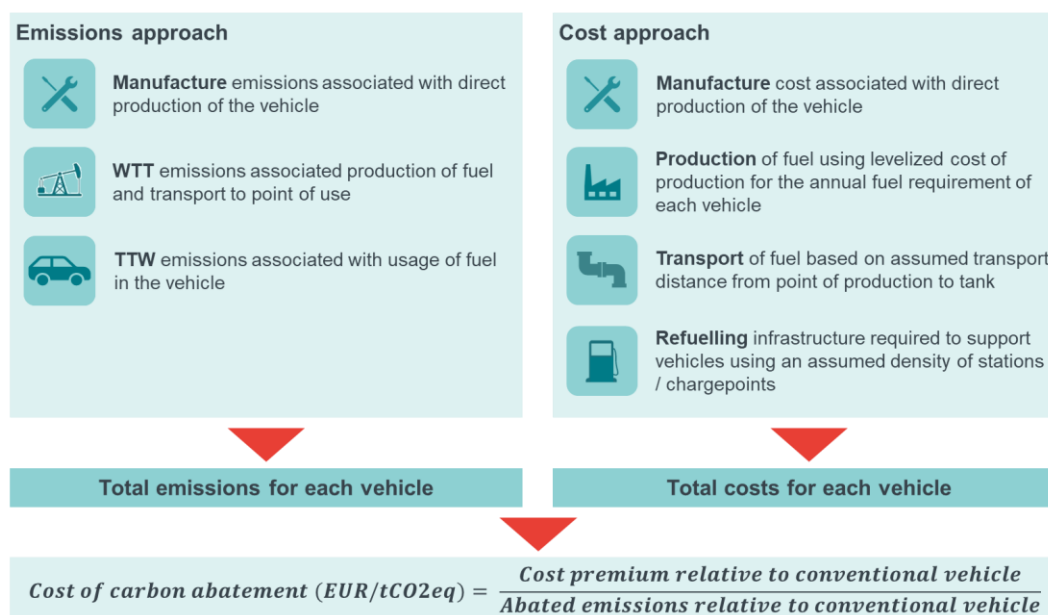 Emissions approach
Manufacture emissions associated with direct
production of the vehicle
WTT emissions associated production of fuel
and transport to point of use
TTW emissions associated with usage of fuel
in the vehicle
Cost approach
Manufacture cost associated with direct
production of the vehicle
Production of fuel using levelized cost of
production for the annual fuel requirement of
each vehicle
Transport of fuel based on assumed transport
distance from point of production to tank
Refuelling infrastructure required to support
vehicles using an assumed density of stations
/ chargepoints
Total emissions for each vehicle
Total costs for each vehicle
Cost of carbon abatement (EUR/tCO2eq) =
Cost premium relative to conventional vehicle
Abated emissions relative to conventional vehicle